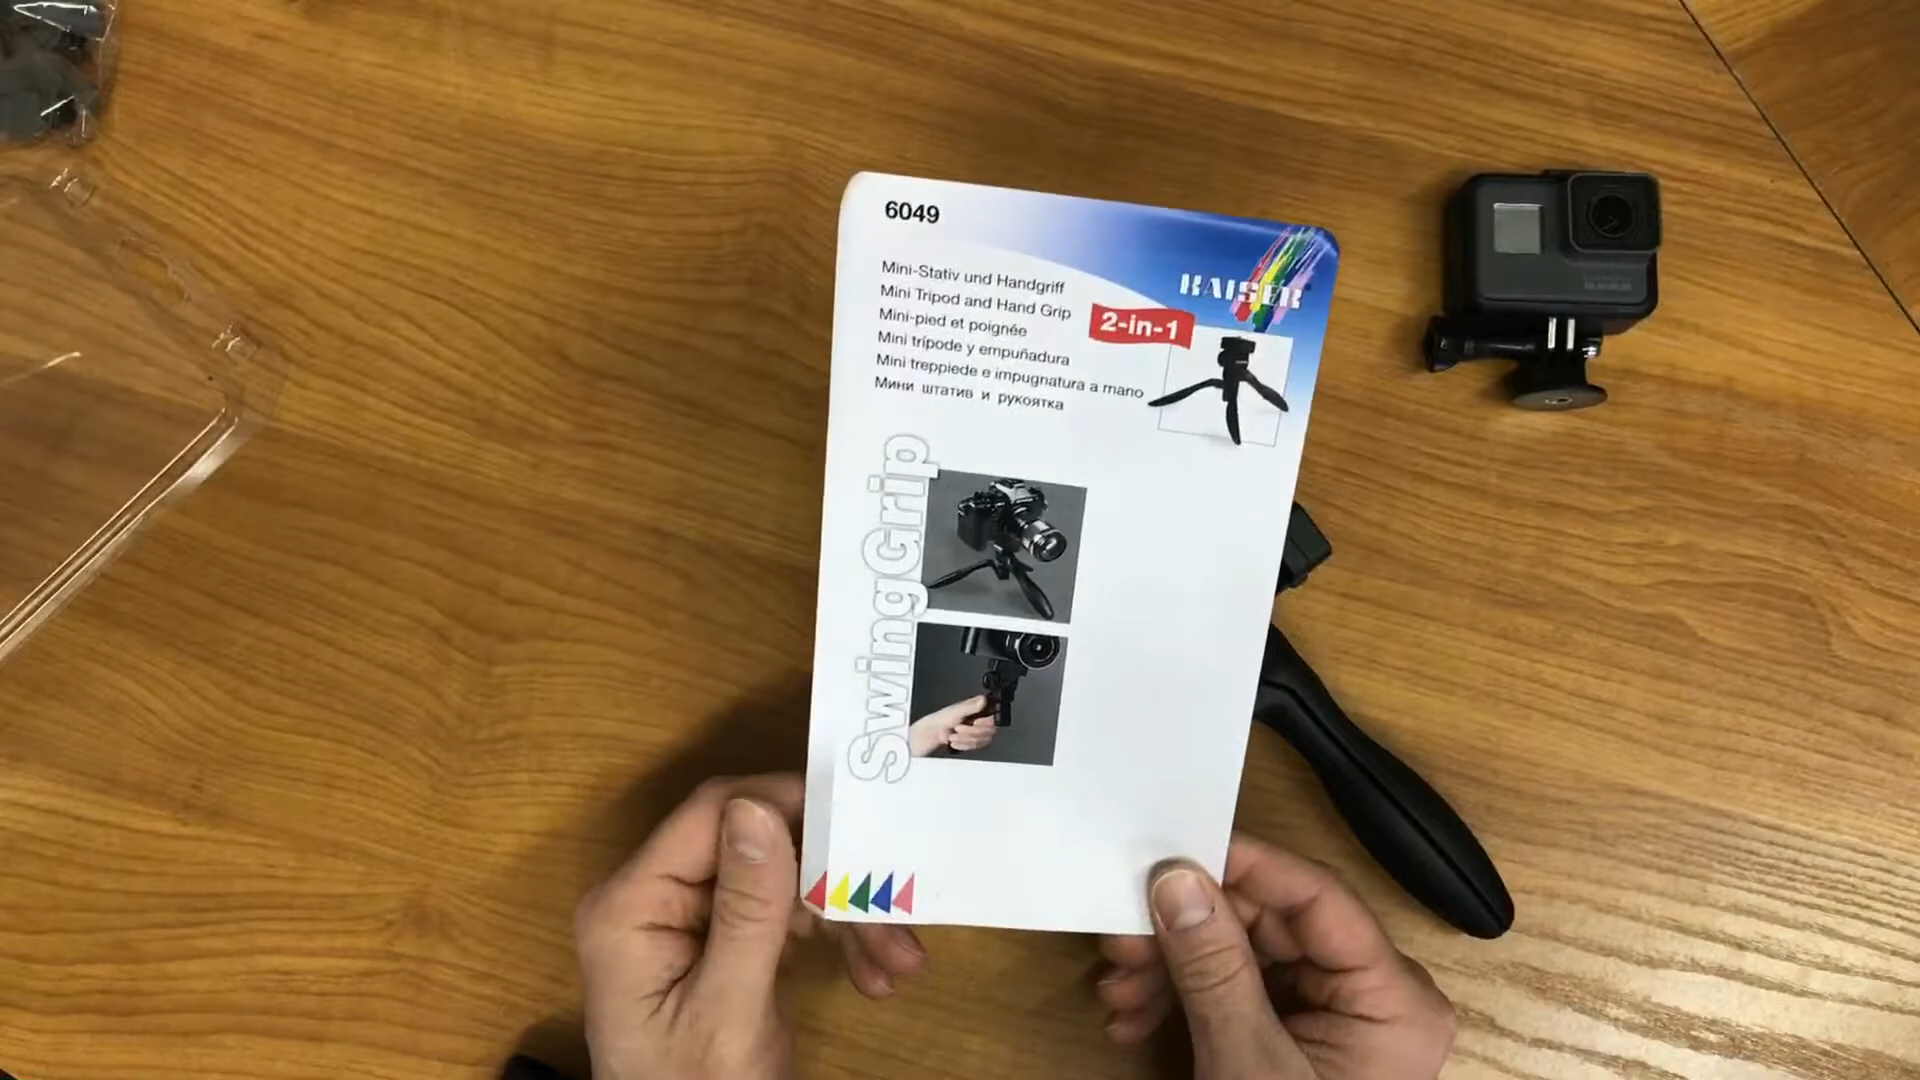 6049
KAISER
Mini-Stativ und Handgriff
Mini Tripod and Hand Grip
Mini-pied et poignée
Mini trípode y empuñadura
Mini treppiede e impugnatura a mano
Мини штатив и рукоятка
2-in-1
SwingGrip